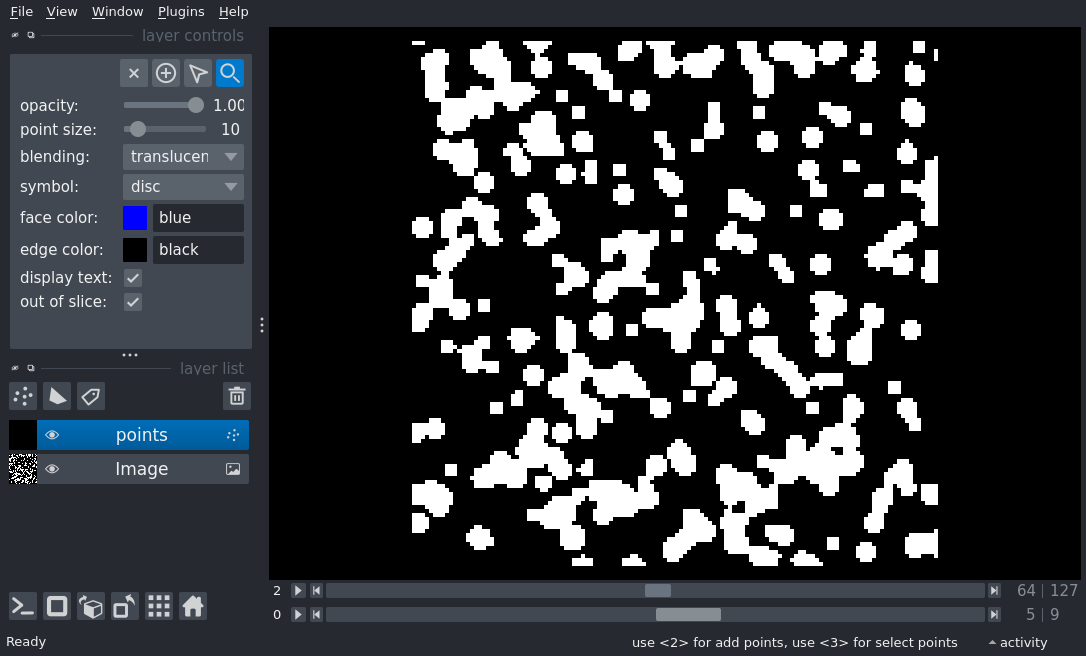 File View Window Plugins Help
layer controls
opacity: 1.00
point size: 10
blending: translucen
symbol: disc
face color: blue
edge color: black
display text:
out of slice:
layer list
points
Image
2 64 | 127
0 5 | 9
Ready use <2> for add points, use <3> for select points activity